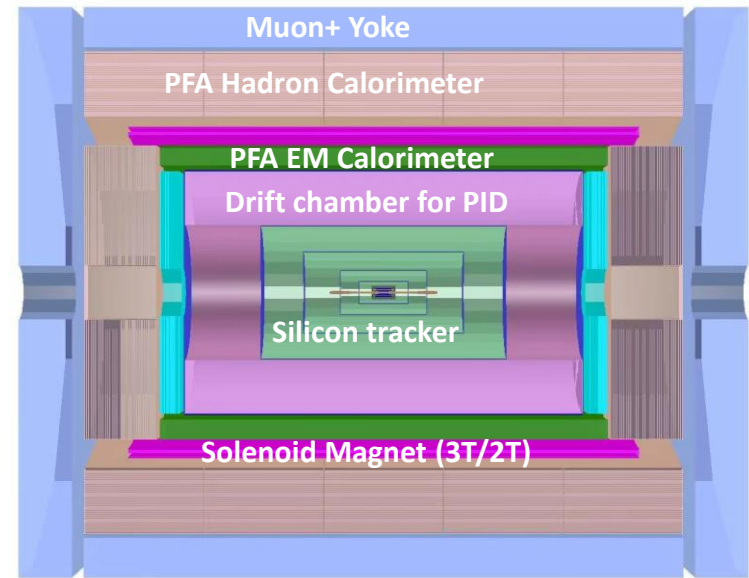 Muon+ Yoke
PFA Hadron Calorimeter
PFA EM Calorimeter
Drift chamber for PID
Silicon tracker
Solenoid Magnet (3T/2T)